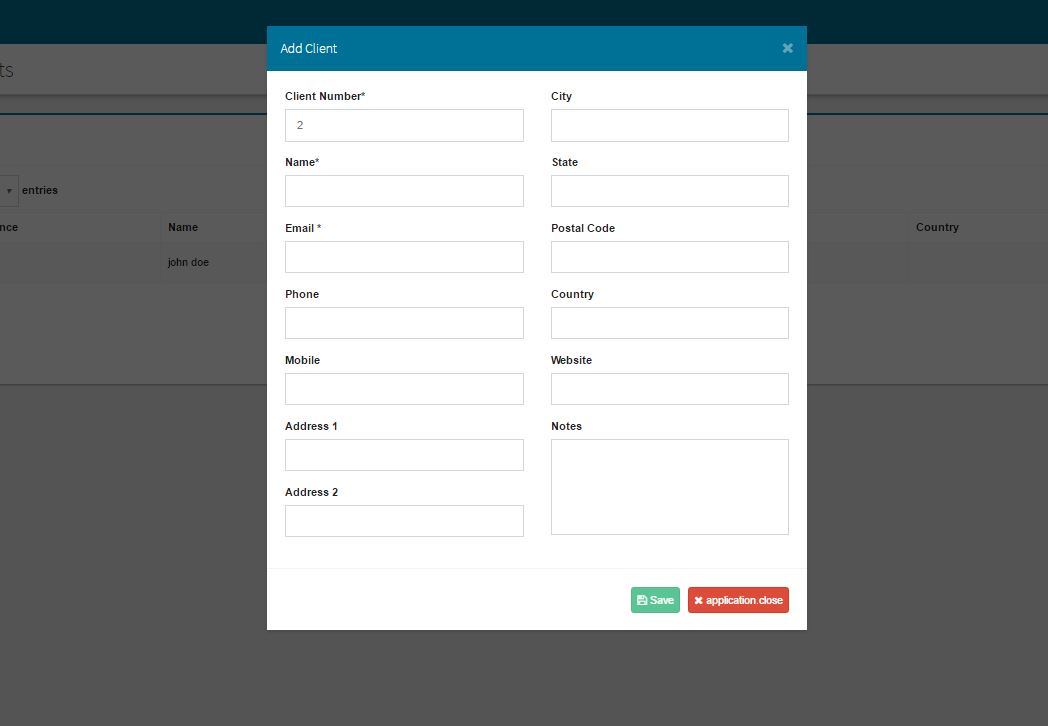 Add Client ×
ts
Client Number*
2
City
Name*
State
entries
nce
Name
Email *
Postal Code
Country
john doe
Phone
Country
Mobile
Website
Address 1
Notes
Address 2
Save
application.close